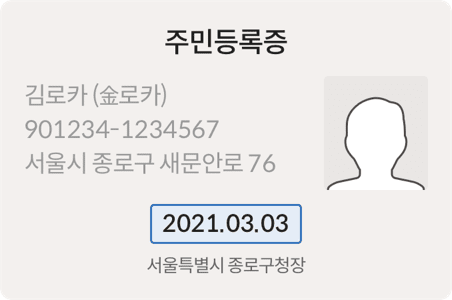 주민등록증
김로카 (金로카)
901234-1234567
서울시 종로구 새문안로 76
2021.03.03
서울특별시 종로구청장